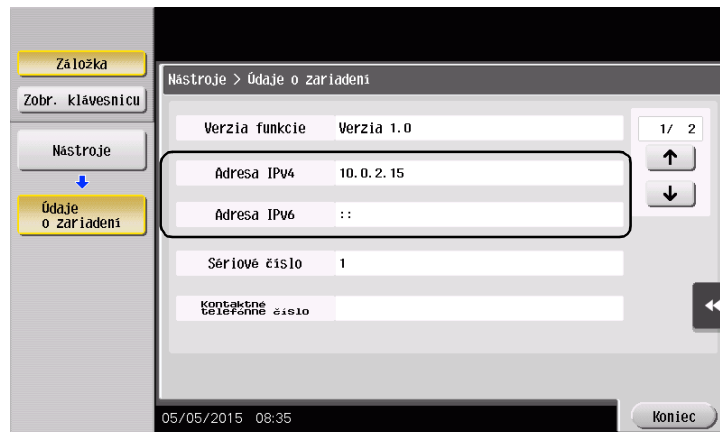 Záložka
Zobr. klávesnicu
Nástroje
Údaje
o zariadení
Nástroje > Údaje o zariadení
Verzia funkcie Verzia 1.0
1/ 2
Adresa IPv4 10.0.2.15
Adresa IPv6 ::
Sériové číslo 1
Kontaktné
telefónne číslo
05/05/2015 08:35
Koniec